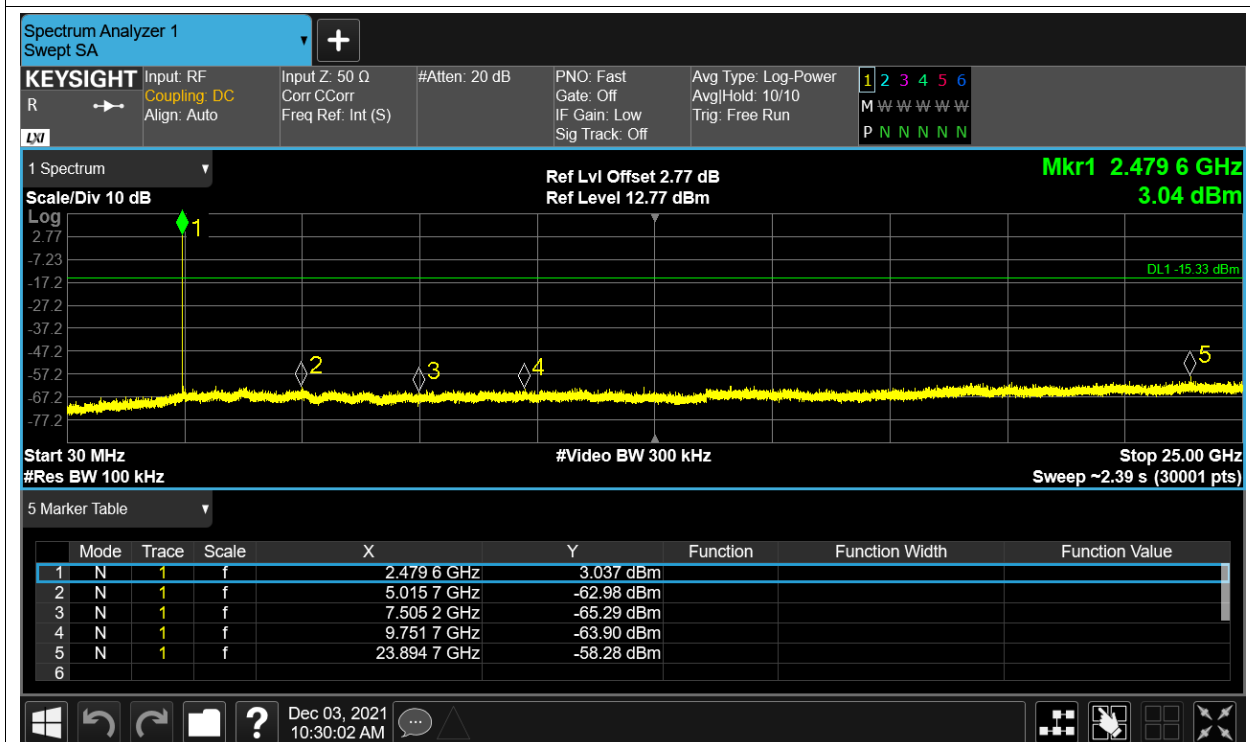 Spectrum Analyzer 1
Swept SA
KEYSIGHT
R
LXI
Input: RF
Coupling: DC
Align: Auto
Input Z: 50 Ω
Corr CCorr
Freq Ref: Int (S)
#Atten: 20 dB
PNO: Fast
Gate: Off
IF Gain: Low
Sig Track: Off
Avg Type: Log-Power
Avg|Hold: 10/10
Trig: Free Run
1 2 3 4 5 6
M W W W W W
P N N N N N
1 Spectrum
Scale/Div 10 dB
Ref Lvl Offset 2.77 dB
Ref Level 12.77 dBm
Mkr1 2.479 6 GHz
3.04 dBm
Log
2.77
-7.23
-17.2
-27.2
-37.2
-47.2
-57.2
-67.2
-77.2
1
DL1 -15.33 dBm
2
3
4
5
Start 30 MHz
#Res BW 100 kHz
#Video BW 300 kHz
Stop 25.00 GHz
Sweep ~2.39 s (30001 pts)
5 Marker Table
Mode Trace Scale X Y Function Function Width Function Value
1 N 1 f 2.479 6 GHz 3.037 dBm
2 N 1 f 5.015 7 GHz -62.98 dBm
3 N 1 f 7.505 2 GHz -65.29 dBm
4 N 1 f 9.751 7 GHz -63.90 dBm
5 N 1 f 23.894 7 GHz -58.28 dBm
6
?
Dec 03, 2021
10:30:02 AM